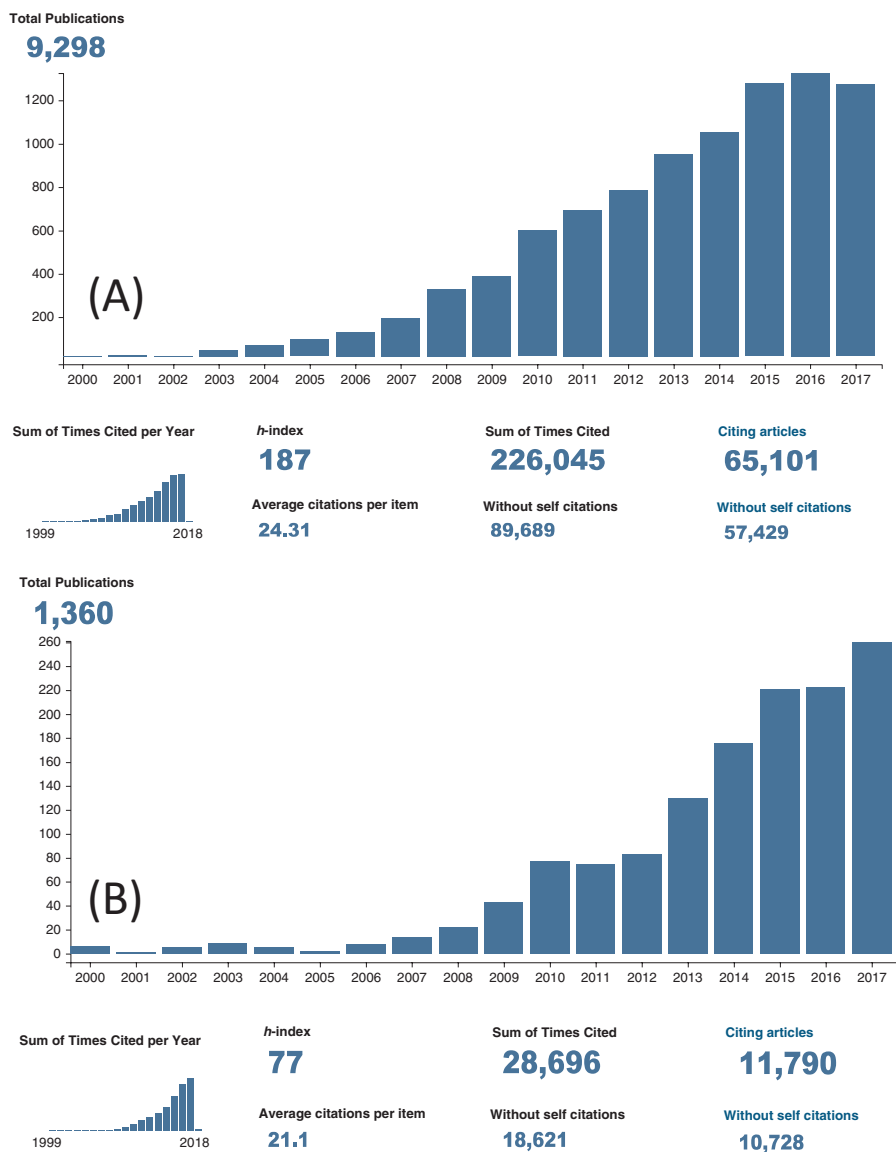 Total Publications
9,298
1200
1000
800
600
400
200
(A)
2000 2001 2002 2003 2004 2005 2006 2007 2008 2009 2010 2011 2012 2013 2014 2015 2016 2017
Sum of Times Cited per Year
h-index
187
Sum of Times Cited
226,045
Citing articles
65,101
Average citations per item
24.31
Without self citations
89,689
Without self citations
57,429
1999 2018
Total Publications
1,360
260
240
220
200
180
160
140
120
100
80
60
40
20
0
(B)
2000 2001 2002 2003 2004 2005 2006 2007 2008 2009 2010 2011 2012 2013 2014 2015 2016 2017
Sum of Times Cited per Year
h-index
77
Sum of Times Cited
28,696
Citing articles
11,790
Average citations per item
21.1
Without self citations
18,621
Without self citations
10,728
1999 2018